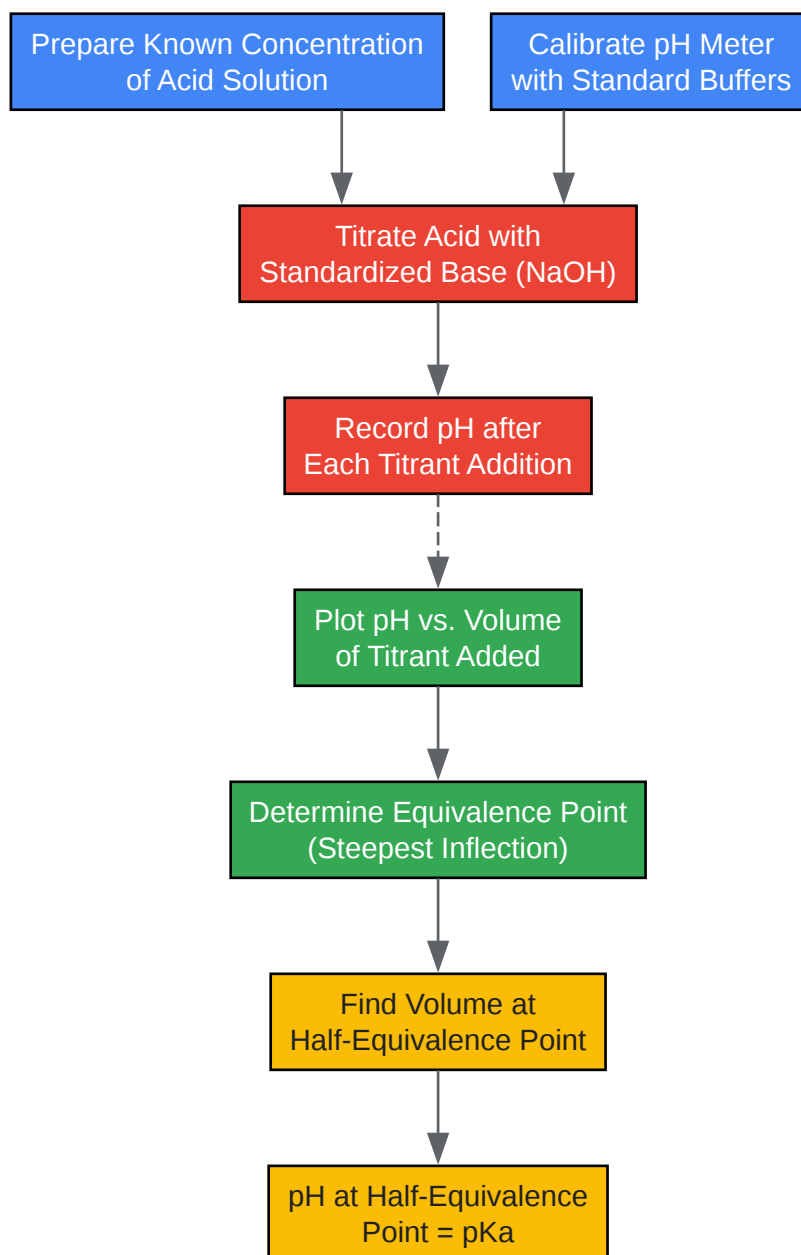 Prepare Known Concentration
of Acid Solution
Calibrate pH Meter
with Standard Buffers
Titrate Acid with
Standardized Base (NaOH)
Record pH after
Each Titrant Addition
Plot pH vs. Volume
of Titrant Added
Determine Equivalence Point
(Steepest Inflection)
Find Volume at
Half-Equivalence Point
pH at Half-Equivalence
Point = pKa